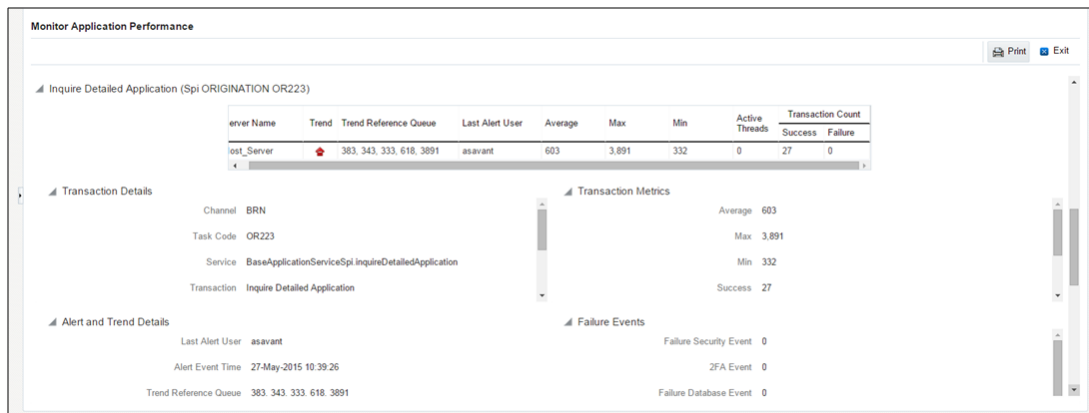 Monitor Application Performance
Print Exit
Inquire Detailed Application (Spi ORIGINATION OR223)
erver Name Trend Trend Reference Queue Last Alert User Average Max Min Active Threads Transaction Count
Success Failure
lost_Server 383, 343, 333, 618, 3891 asavant 603 3,891 332 0 27 0
Transaction Details
Channel BRN
Task Code OR223
Service BaseApplicationServiceSpi.inquireDetailedApplication
Transaction Inquire Detailed Application
Transaction Metrics
Average 603
Max 3,891
Min 332
Success 27
Alert and Trend Details
Last Alert User asavant
Alert Event Time 27-May-2015 10:39:26
Trend Reference Queue 383. 343. 333. 618. 3891
Failure Events
Failure Security Event 0
2FA Event 0
Failure Database Event 0